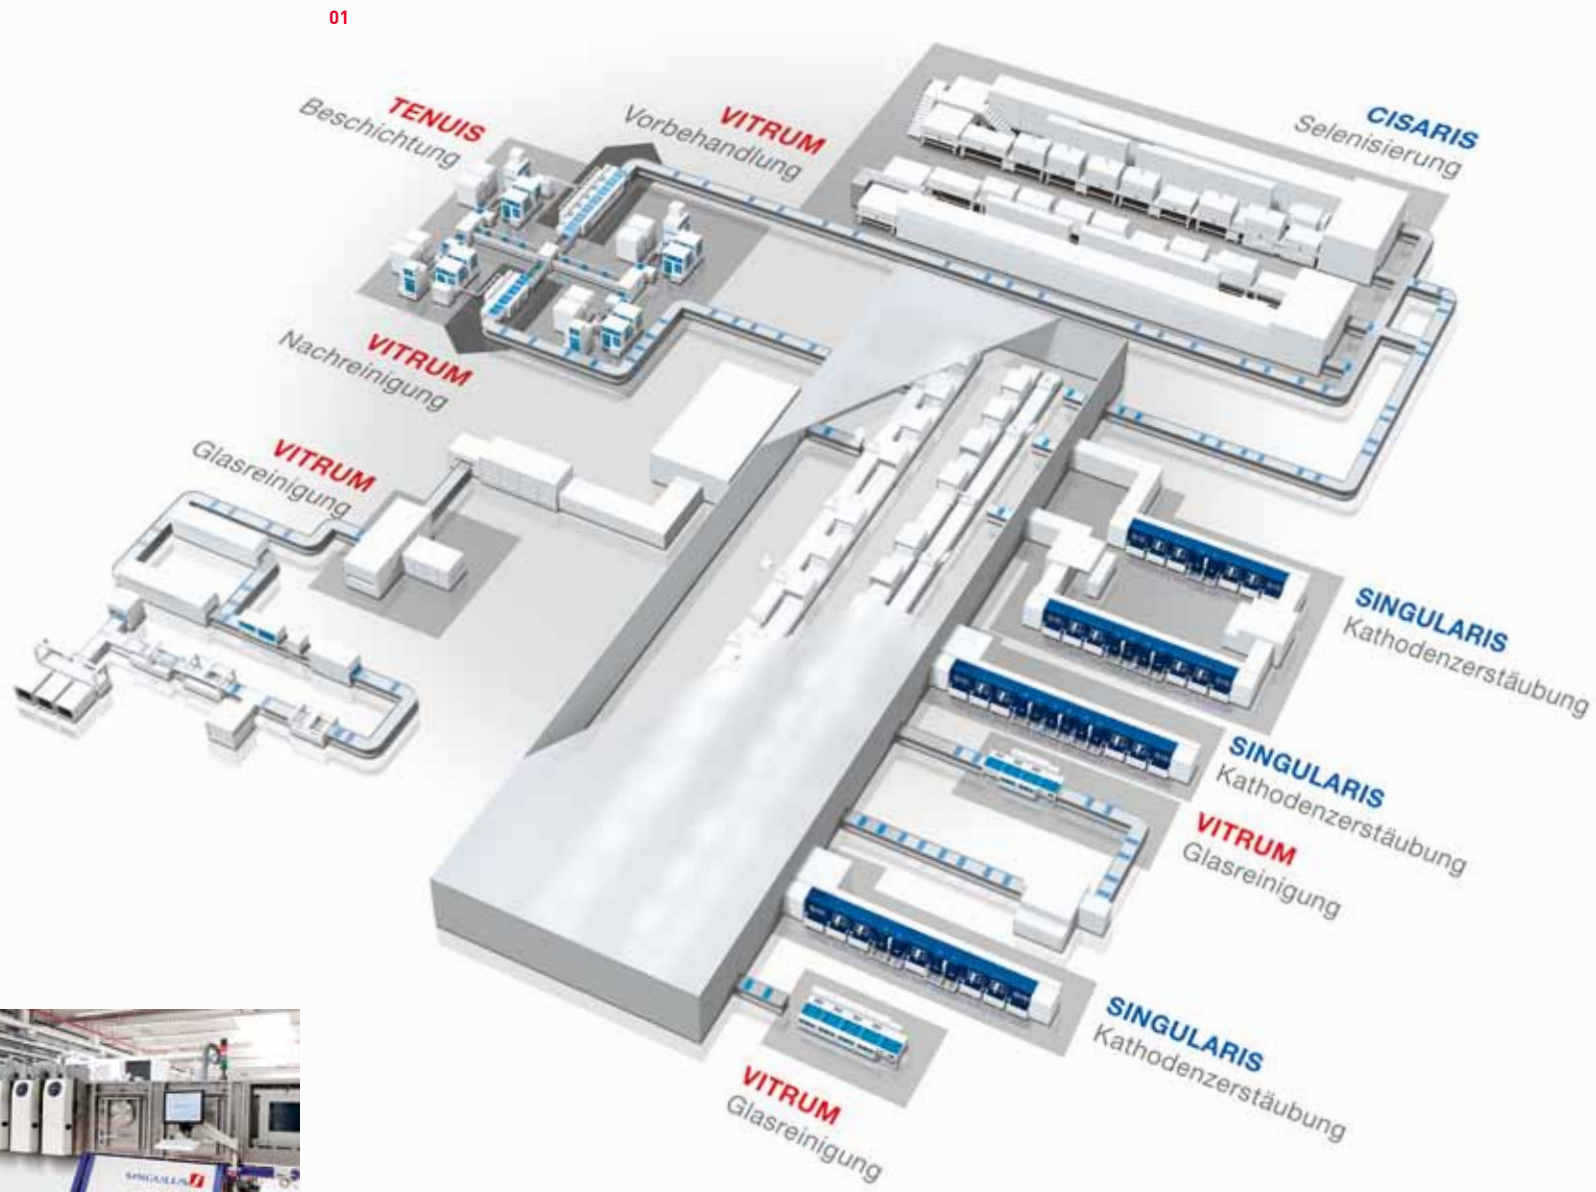 01
TENUIS
Beschichtung
VITRUM
Vorbehandlung
CISARIS
Selenisierung
VITRUM
Nachreinigung
VITRUM
Glasreinigung
SINGULARIS
Kathodenzerstäubung
SINGULARIS
Kathodenzerstäubung
VITRUM
Glasreinigung
SINGULARIS
Kathodenzerstäubung
VITRUM
Glasreinigung
SINGULUS